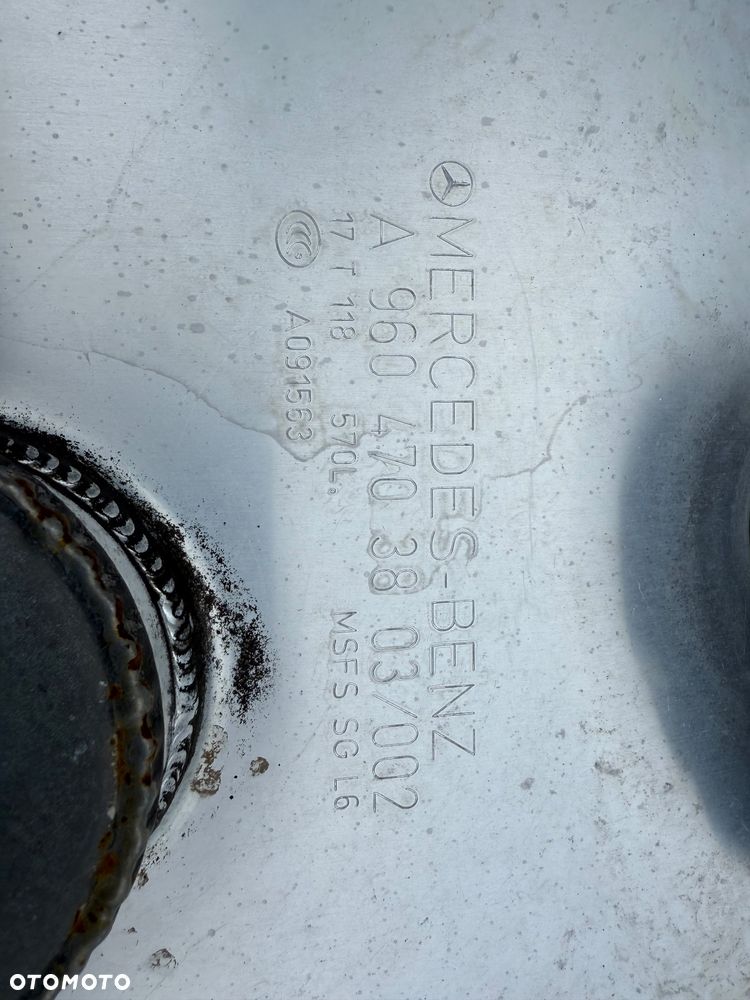 MERCEDES-BENZ
A 960 470 38 03/002
17 T 118 570L. MSFS SG L6
A091563
OTOMOTO